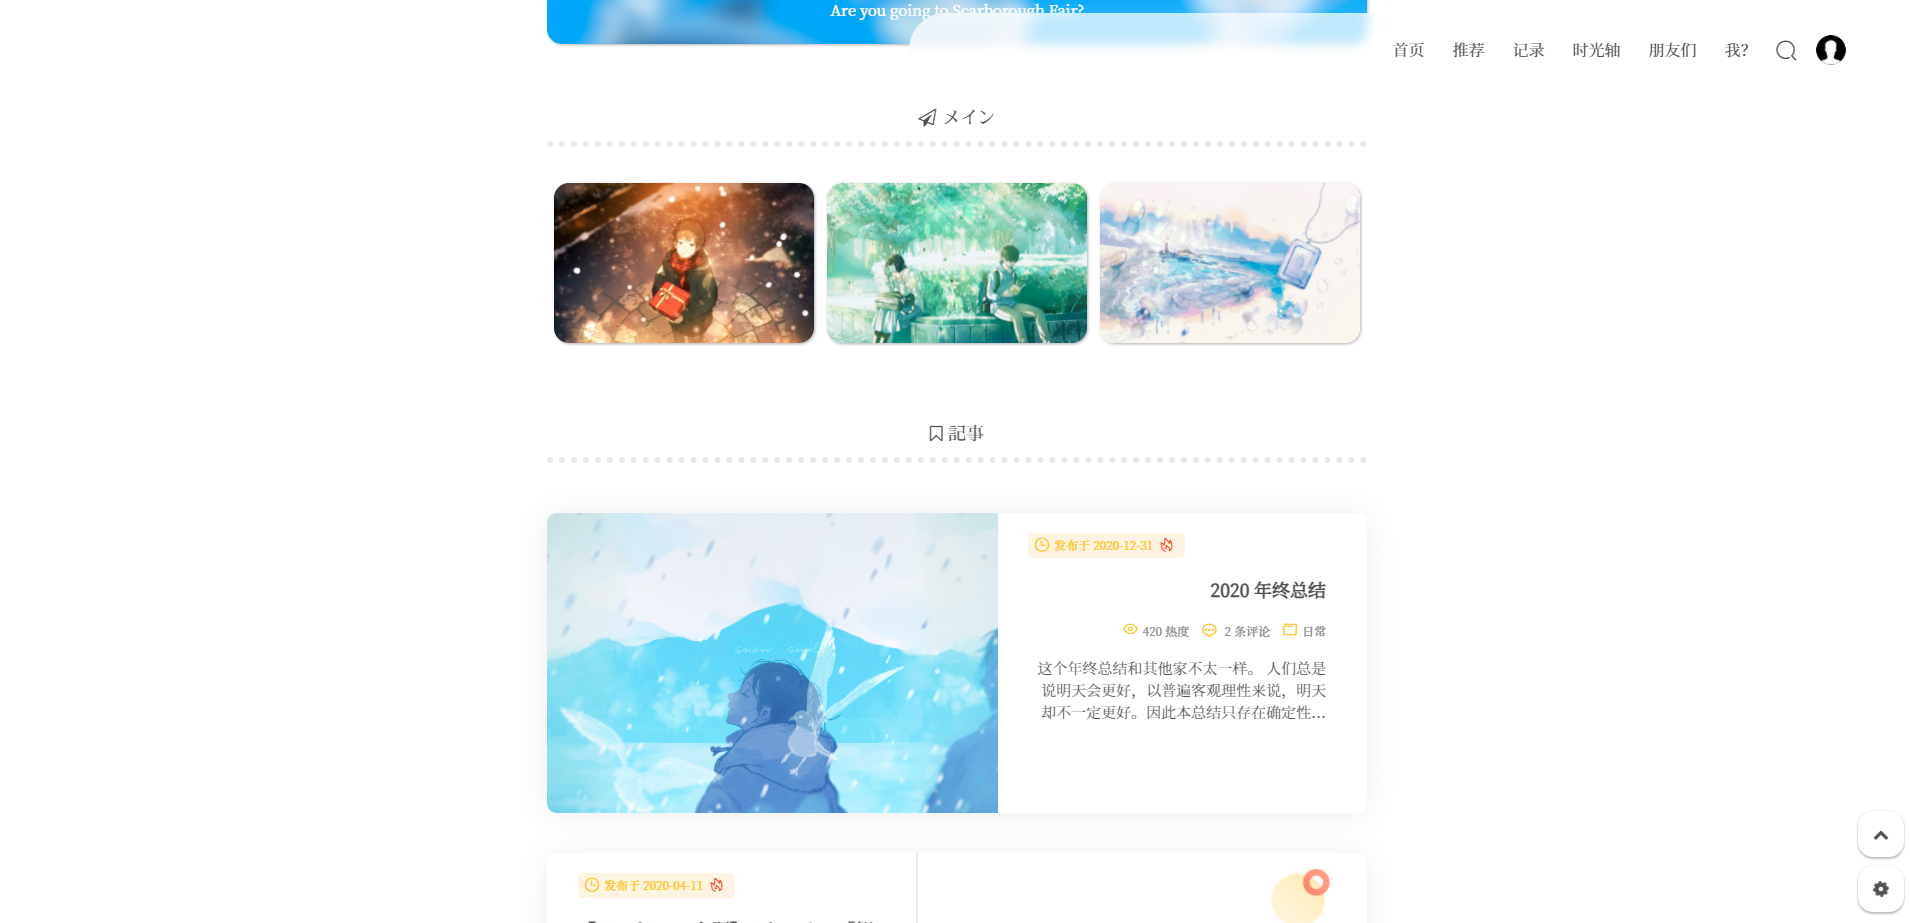 Are you going to Scarborough Fair?
首页 推荐 记录 时光轴 朋友们 我?
メイン
記事
发布于 2020-12-31
2020 年终总结
420 热度 2 条评论 日常
这个年终总结和其他家不太一样。 人们总是
说明天会更好，以普遍客观理性来说，明天
却不一定更好。因此本总结只存在确定性...
发布于 2020-04-11